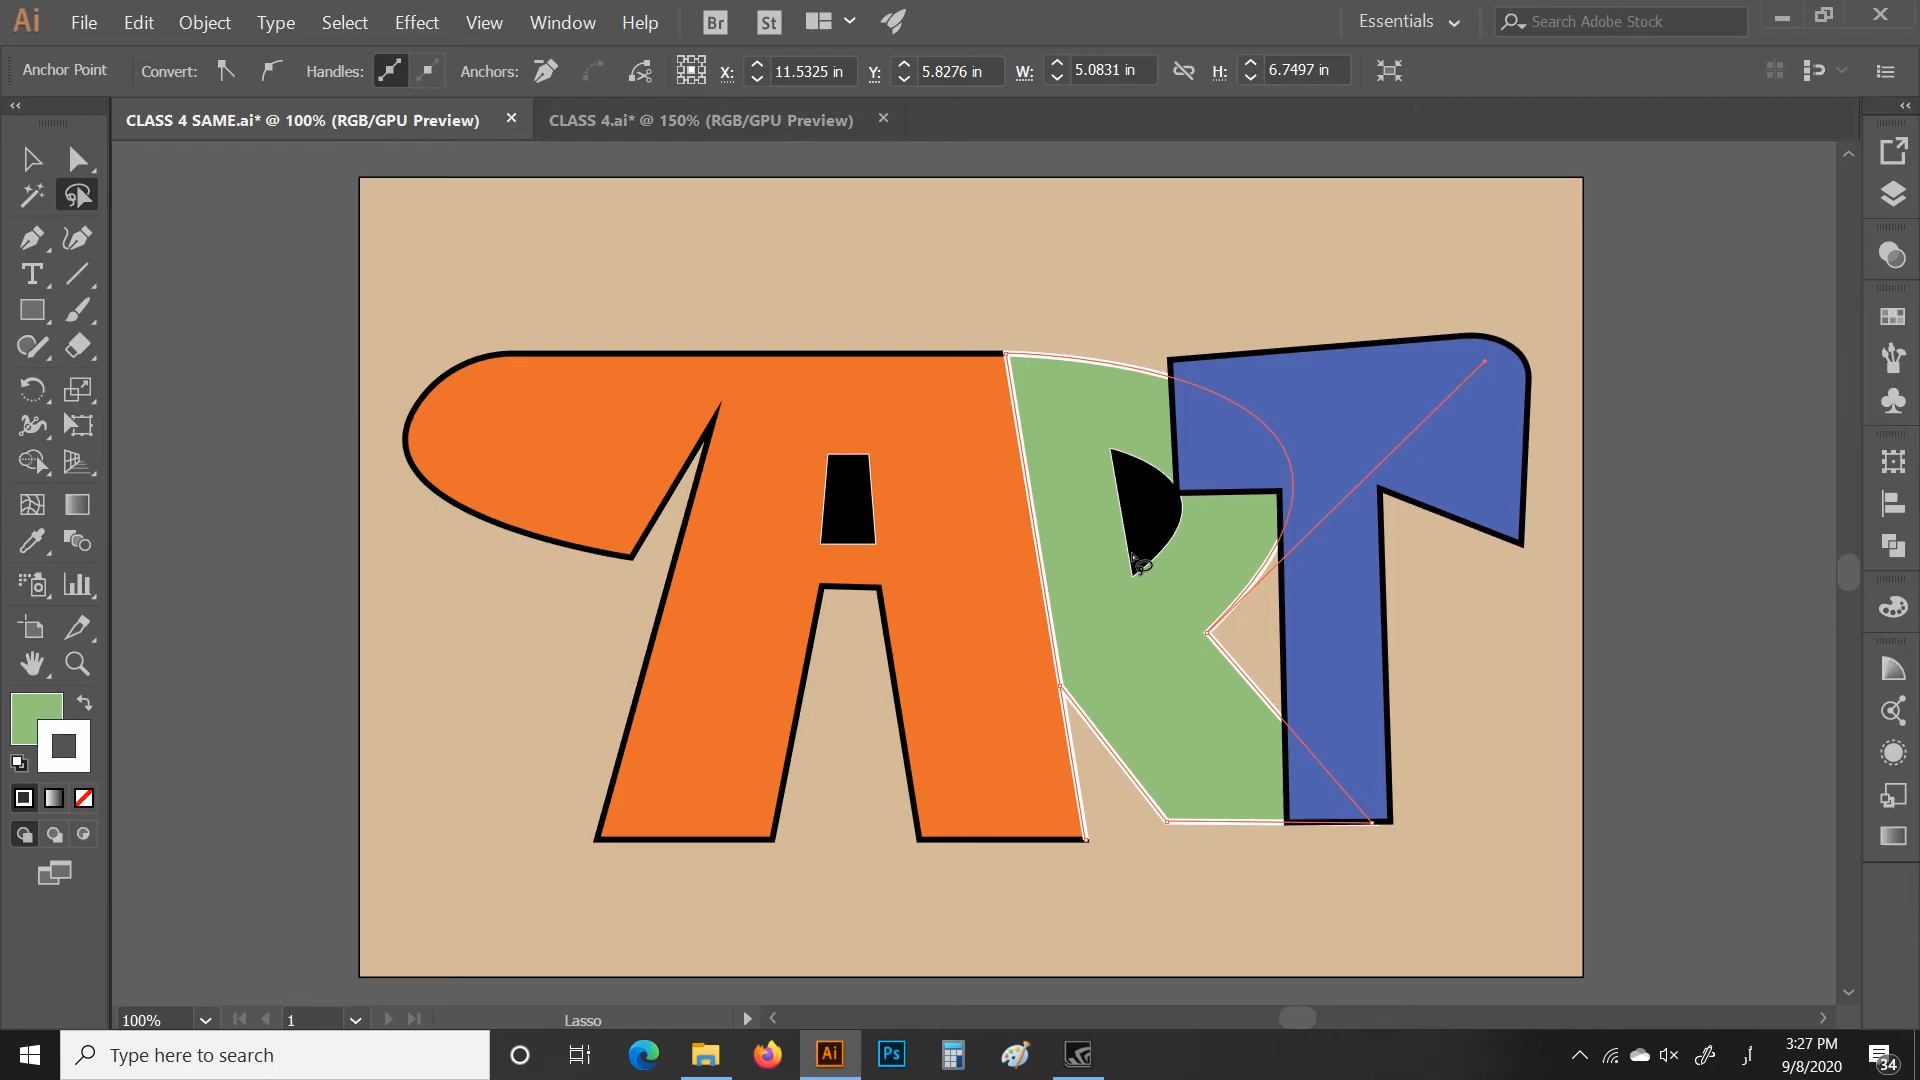 Ai File Edit Object Type Select Effect View Window Help Br St Essentials Search Adobe Stock
Anchor Point Convert: Handles: Anchors: X: 11.5325 in Y: 5.8276 in W: 5.0831 in H: 6.7497 in
CLASS 4 SAME.ai* @ 100% (RGB/GPU Preview) CLASS 4.ai* @ 150% (RGB/GPU Preview)
ART
100% 1 Lasso
Type here to search Ai Ps 3:27 PM
9/8/2020 34